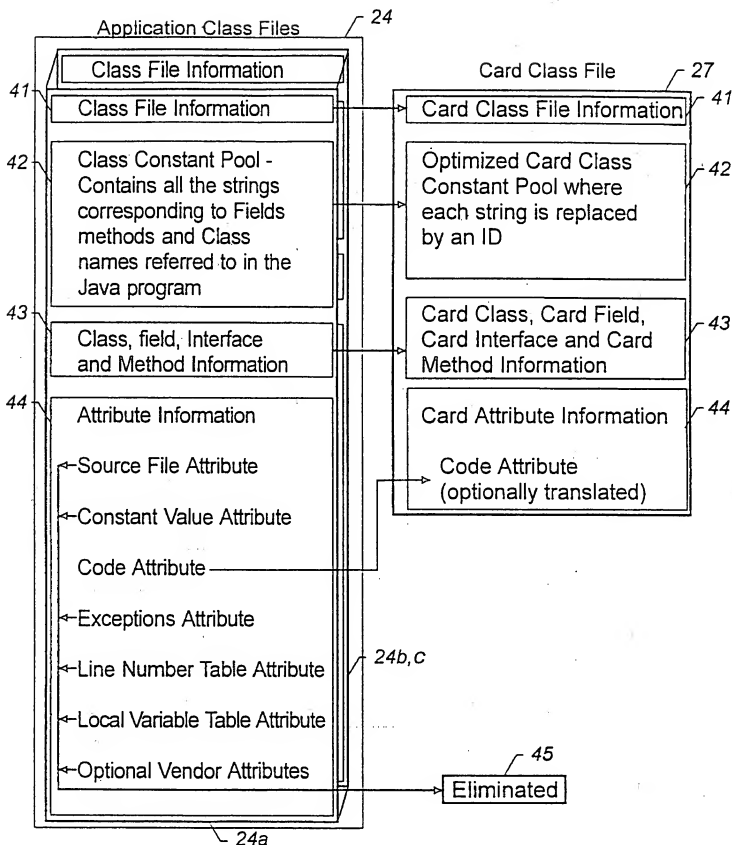 Application Class Files
24
Class File Information
41
Class File Information
42
Class Constant Pool -
Contains all the strings
corresponding to Fields
methods and Class
names referred to in the
Java program
43
Class, field, Interface
and Method Information
44
Attribute Information
Source File Attribute
Constant Value Attribute
Code Attribute
Exceptions Attribute
Line Number Table Attribute
Local Variable Table Attribute
Optional Vendor Attributes
24a
24b,c
Card Class File
27
Card Class File Information
41
Optimized Card Class
Constant Pool where
each string is replaced
by an ID
42
Card Class, Card Field,
Card Interface and Card
Method Information
43
Card Attribute Information
44
Code Attribute
(optionally translated)
45
Eliminated